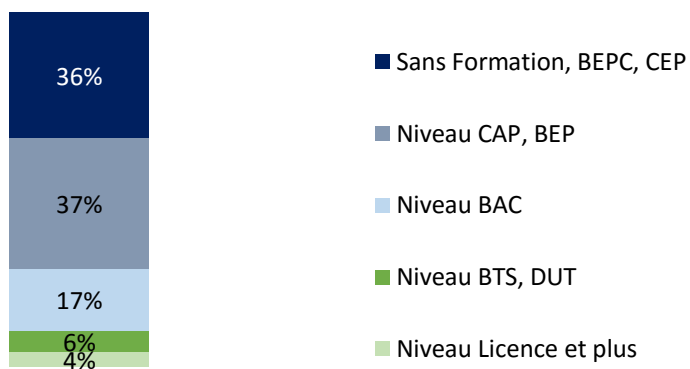 36%
37%
17%
6%
4%
Sans Formation, BEPC, CEP
Niveau CAP, BEP
Niveau BAC
Niveau BTS, DUT
Niveau Licence et plus